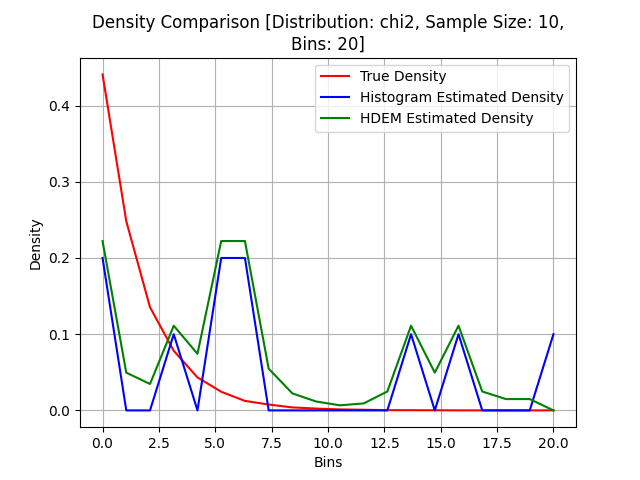 Density Comparison [Distribution: chi2, Sample Size: 10,
Bins: 20]
True Density
Histogram Estimated Density
HDEM Estimated Density
Density
0.4
0.3
0.2
0.1
0.0
0.0 2.5 5.0 7.5 10.0 12.5 15.0 17.5 20.0
Bins